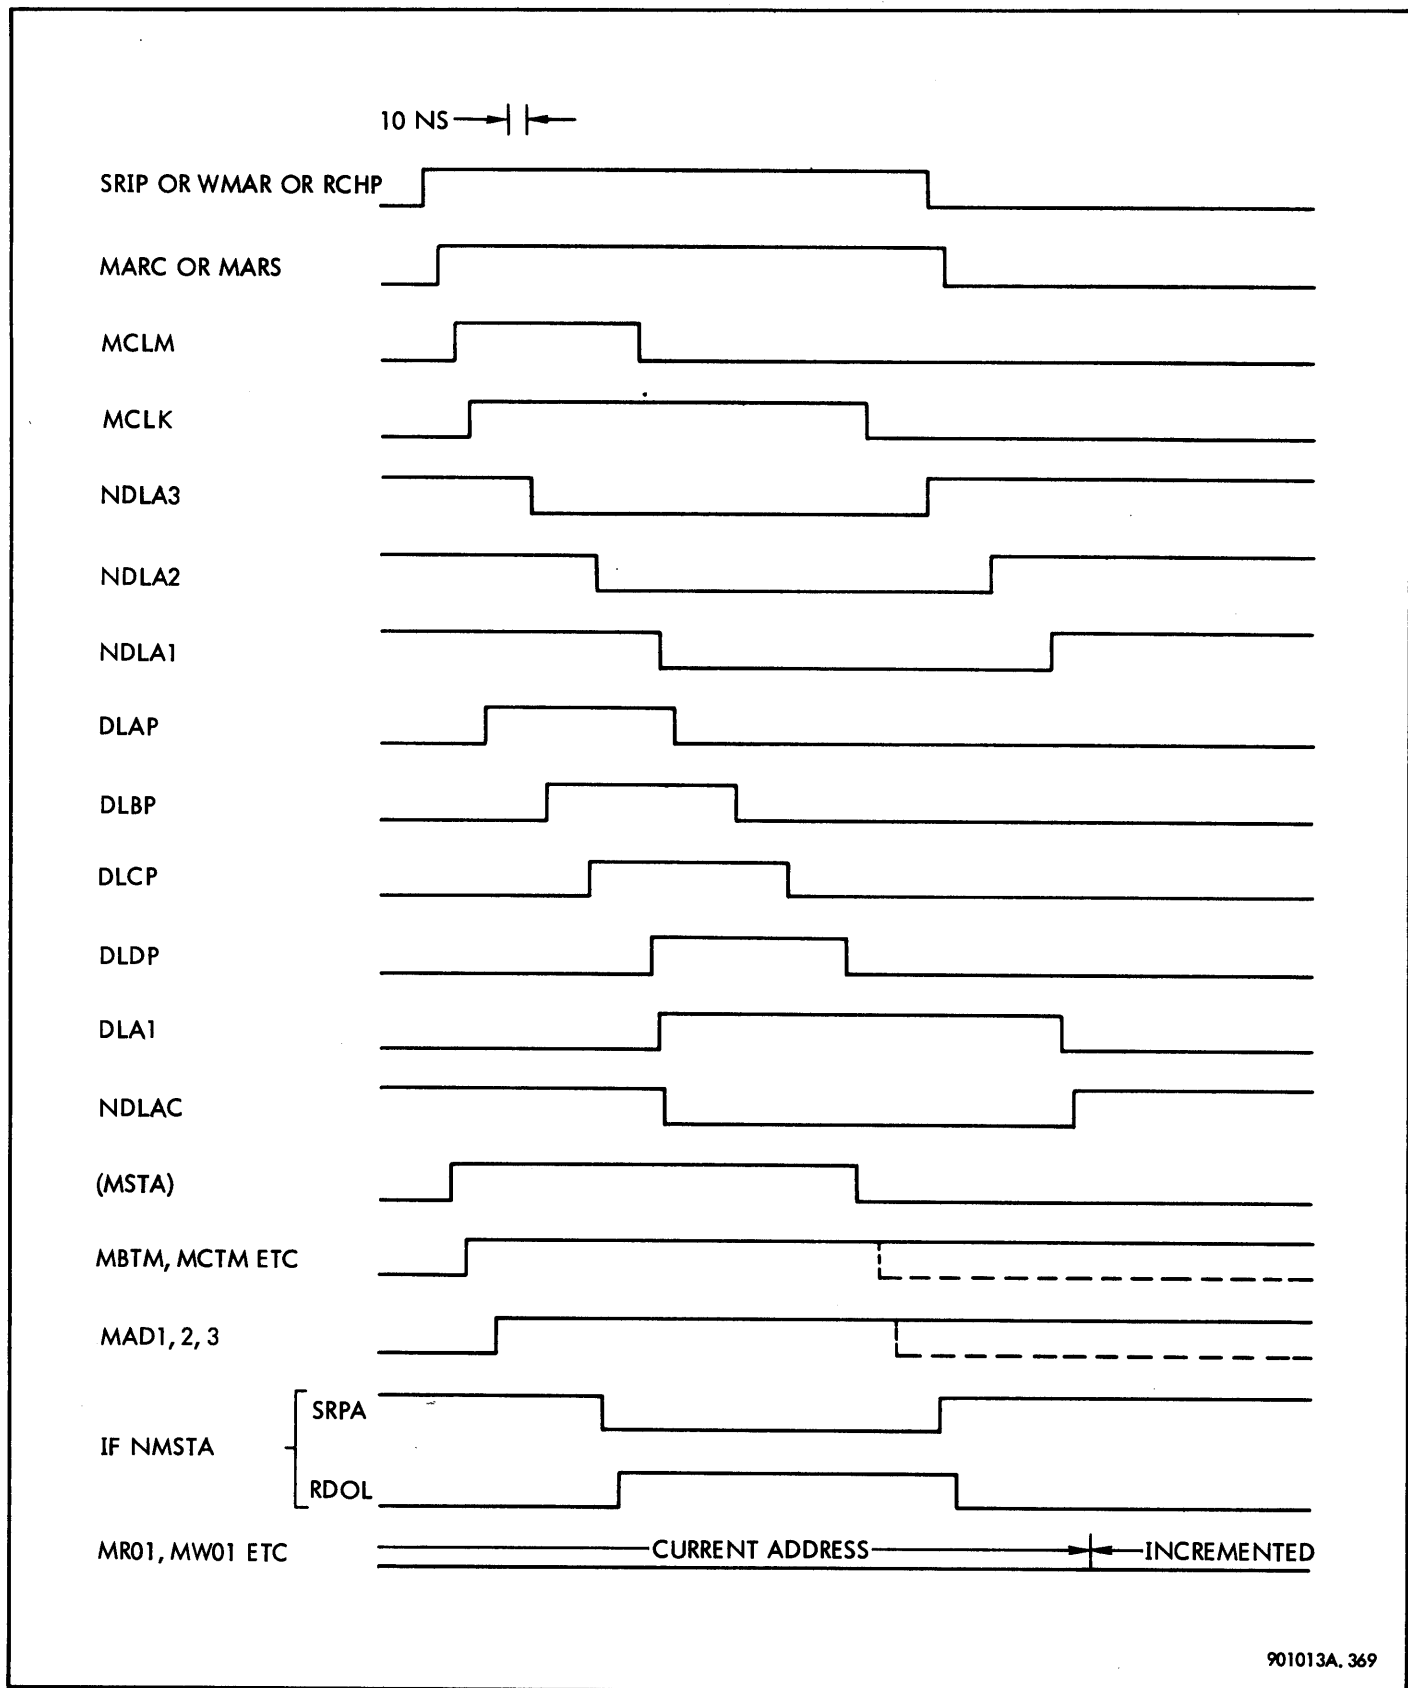 10 NS
SRIP OR WMAR OR RCHP
MARC OR MARS
MCLM
MCLK
NDLA3
NDLA2
NDLA1
DLAP
DLBP
DLCP
DLDP
DLA1
NDLAC
(MSTA)
MBTM, MCTM ETC
MAD1, 2, 3
SRPA
IF NMSTA
RDOL
MR01, MW01 ETC CURRENT ADDRESS INCREMENTED
901013A. 369